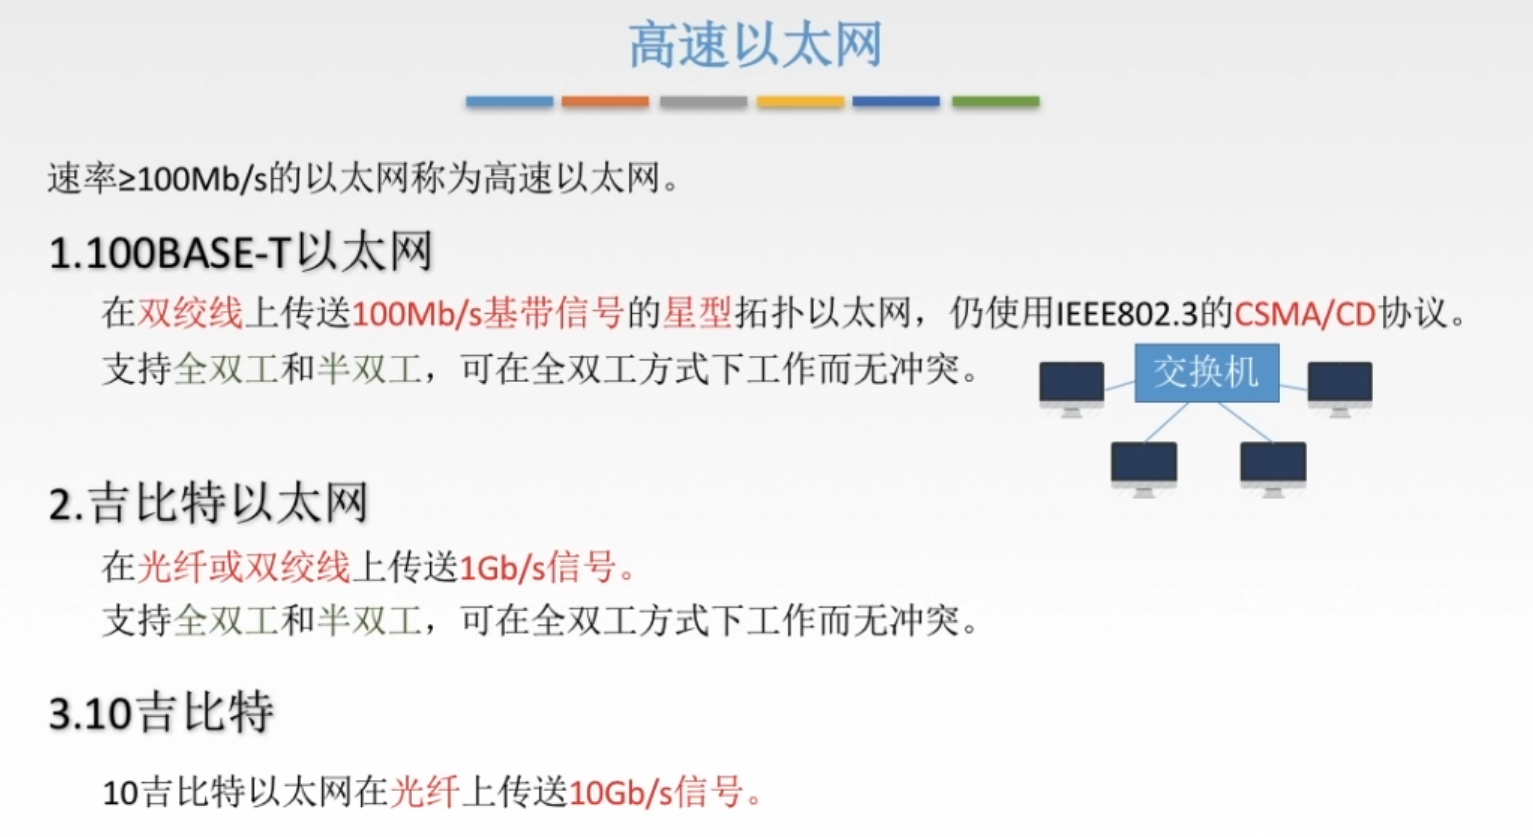 高速以太网
速率≥100Mb/s的以太网称为高速以太网。
1.100BASE-T以太网
在双绞线上传送100Mb/s基带信号的星型拓扑以太网，仍使用IEEE802.3的CSMA/CD协议。
支持全双工和半双工，可在全双工方式下工作而无冲突。
交换机
2.吉比特以太网
在光纤或双绞线上传送1Gb/s信号。
支持全双工和半双工，可在全双工方式下工作而无冲突。
3.10吉比特
10吉比特以太网在光纤上传送10Gb/s信号。